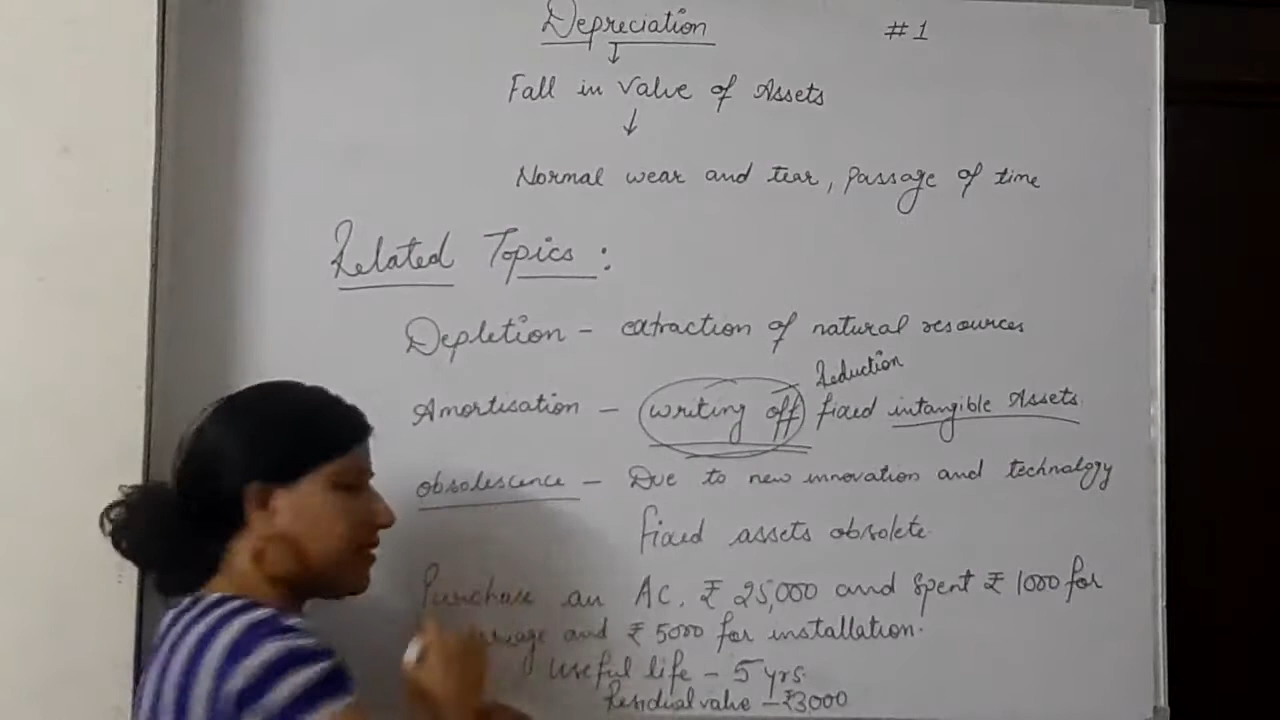 Depreciation #1
↓
Fall in Value of Assets
↓
Normal wear and tear, passage of time
Related Topics :
Depletion - extraction of natural resources
Reduction
Amortisation - writing off fixed intangible Assets
obsolescence - Due to new innovation and technology
fixed assets obsolete.
Purchase an AC. ₹ 25,000 and spent ₹ 1000 for
and ₹ 5000 for installation.
useful life - 5 yrs.
Residual value - ₹3000